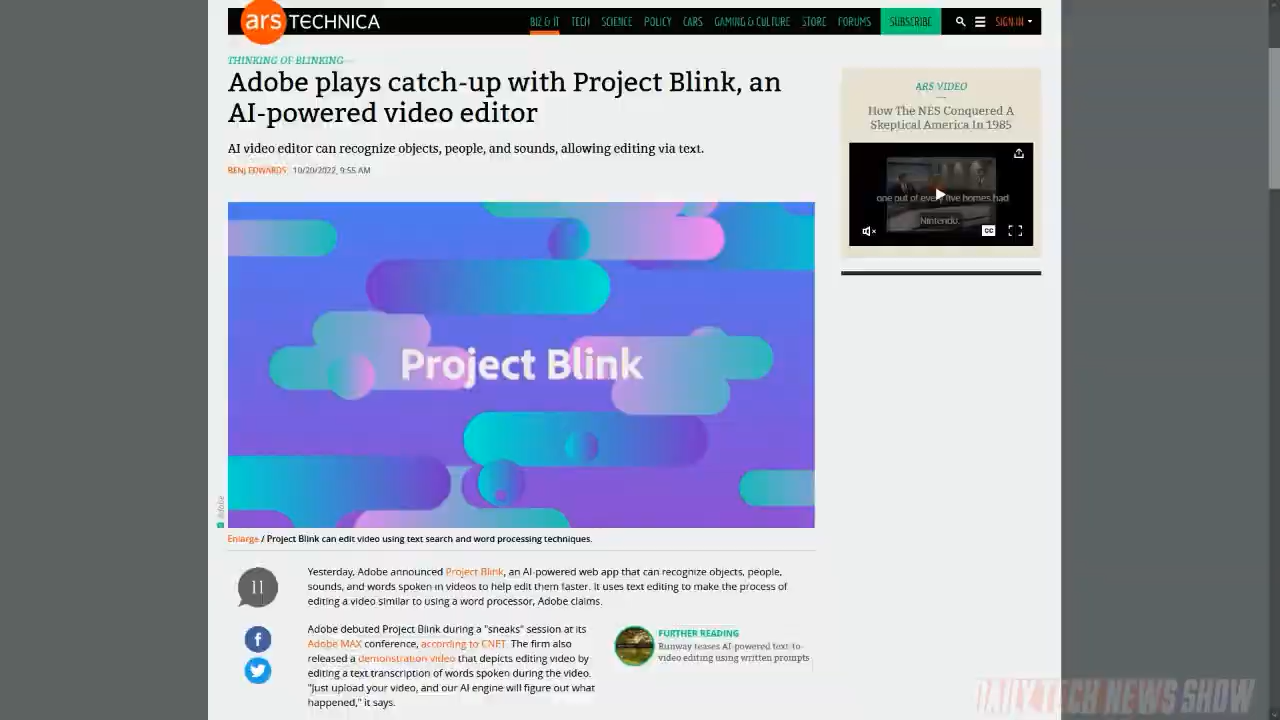 ars TECHNICA
BIZ & IT TECH SCIENCE POLICY CARS GAMING & CULTURE STORE FORUMS SUBSCRIBE SIGN IN
THINKING OF BLINKING—
Adobe plays catch-up with Project Blink, an
AI-powered video editor
AI video editor can recognize objects, people, and sounds, allowing editing via text.
BENJ EDWARDS 10/20/2022, 9:55 AM
ARS VIDEO
How The NES Conquered A
Skeptical America In 1985
one out of every five homes had
Nintendo.
CC
Project Blink
Adobe
Enlarge / Project Blink can edit video using text search and word processing techniques.
11
Yesterday, Adobe announced Project Blink, an AI-powered web app that can recognize objects, people,
sounds, and words spoken in videos to help edit them faster. It uses text editing to make the process of
editing a video similar to using a word processor, Adobe claims.
Adobe debuted Project Blink during a "sneaks" session at its
Adobe MAX conference, according to CNET. The firm also
released a demonstration video that depicts editing video by
editing a text transcription of words spoken during the video.
"Just upload your video, and our AI engine will figure out what
happened," it says.
FURTHER READING
Runway teases AI-powered text-to-
video editing using written prompts
DAILY TECH NEWS SHOW